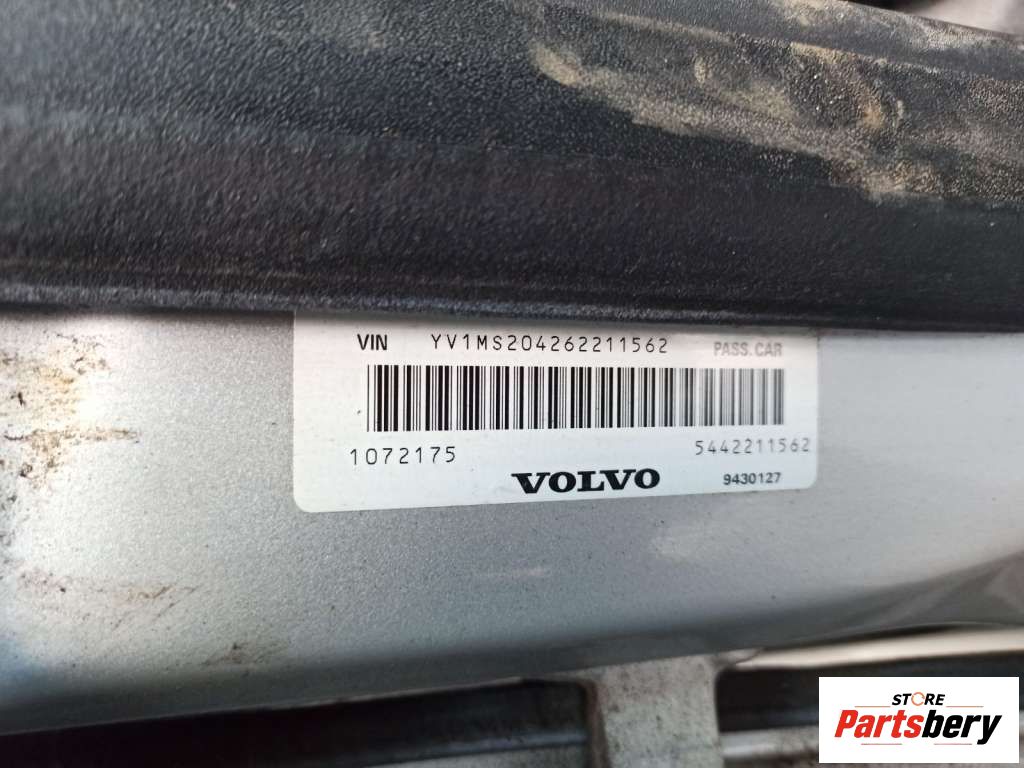 VIN YV1MS204262211562 PASS.CAR
1072175 5442211562
VOLVO 9430127
STORE
Partsbery